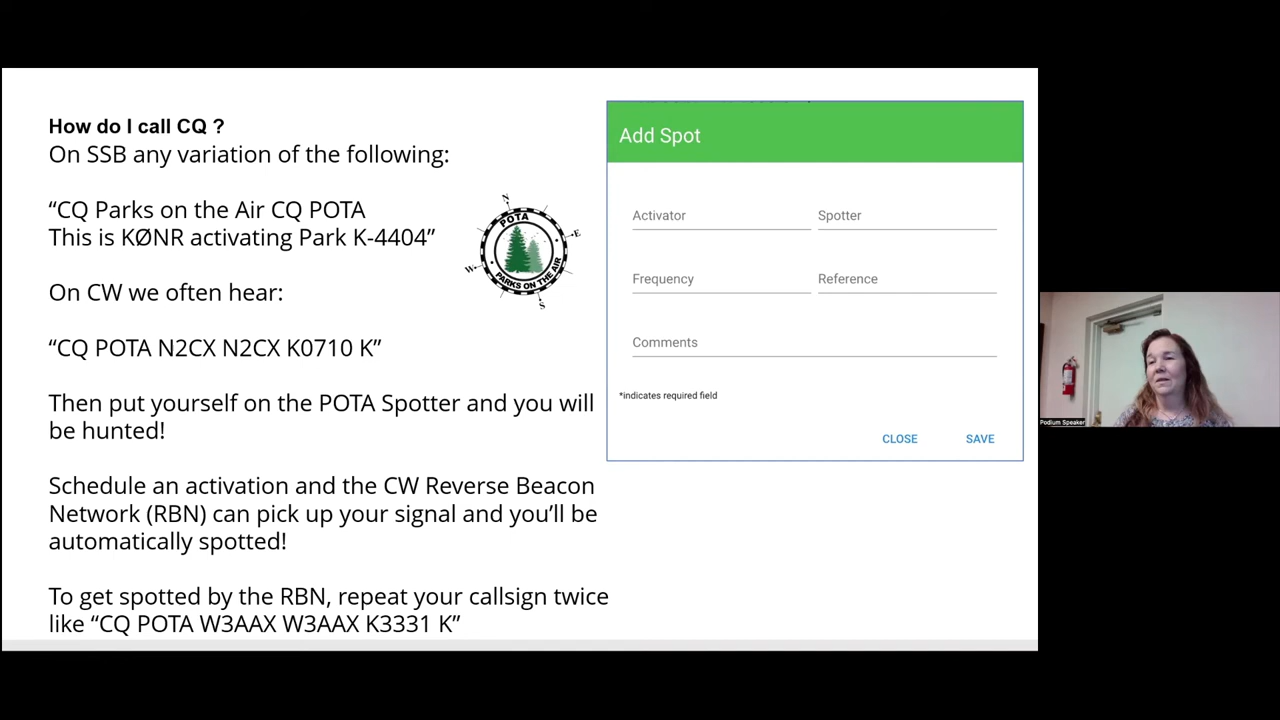 How do I call CQ ?
On SSB any variation of the following:
“CQ Parks on the Air CQ POTA
This is KØNR activating Park K-4404”
On CW we often hear:
“CQ POTA N2CX N2CX K0710 K”
Then put yourself on the POTA Spotter and you will
be hunted!
Schedule an activation and the CW Reverse Beacon
Network (RBN) can pick up your signal and you’ll be
automatically spotted!
To get spotted by the RBN, repeat your callsign twice
like “CQ POTA W3AAX W3AAX K3331 K”
N
POTA
E
W
PARKS ON THE AIR
S
Add Spot
Activator
Spotter
Frequency
Reference
Comments
*indicates required field
CLOSE
SAVE
Podium Speaker